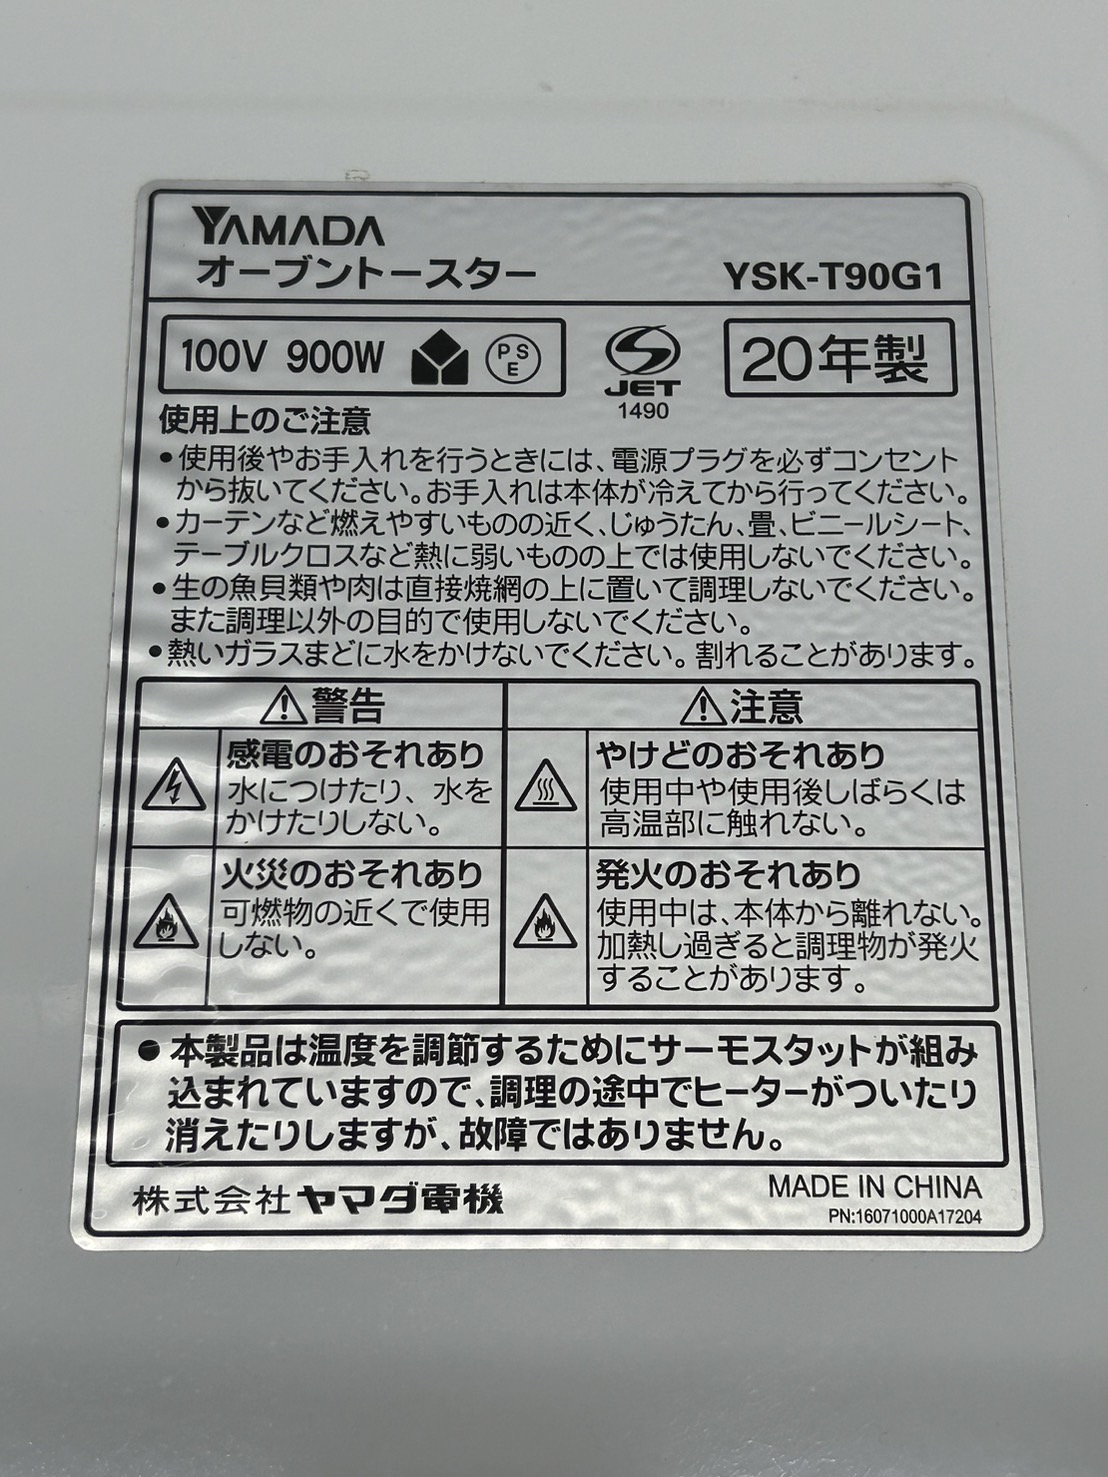 YAMADA
オーブントースター
YSK-T90G1
100V 900W
PSE
JET
1490
20年製
使用上のご注意
•使用後やお手入れを行うときには、電源プラグを必ずコンセント
から抜いてください。お手入れは本体が冷えてから行ってください。
•カーテンなど燃えやすいものの近く、じゅうたん、畳、ビニールシート、
テーブルクロスなど熱に弱いものの上では使用しないでください。
•生の魚貝類や肉は直接焼網の上に置いて調理しないでください。
また調理以外の目的で使用しないでください。
•熱いガラスまどに水をかけないでください。割れることがあります。
⚠警告
感電のおそれあり
水につけたり、水を
かけたりしない。
火災のおそれあり
可燃物の近くで使用
しない。
⚠注意
やけどのおそれあり
使用中や使用後しばらくは
高温部に触れない。
発火のおそれあり
使用中は、本体から離れない。
加熱し過ぎると調理物が発火
することがあります。
●本製品は温度を調節するためにサーモスタットが組み
込まれていますので、調理の途中でヒーターがついたり
消えたりしますが、故障ではありません。
株式会社ヤマダ電機
MADE IN CHINA
PN:16071000A17204